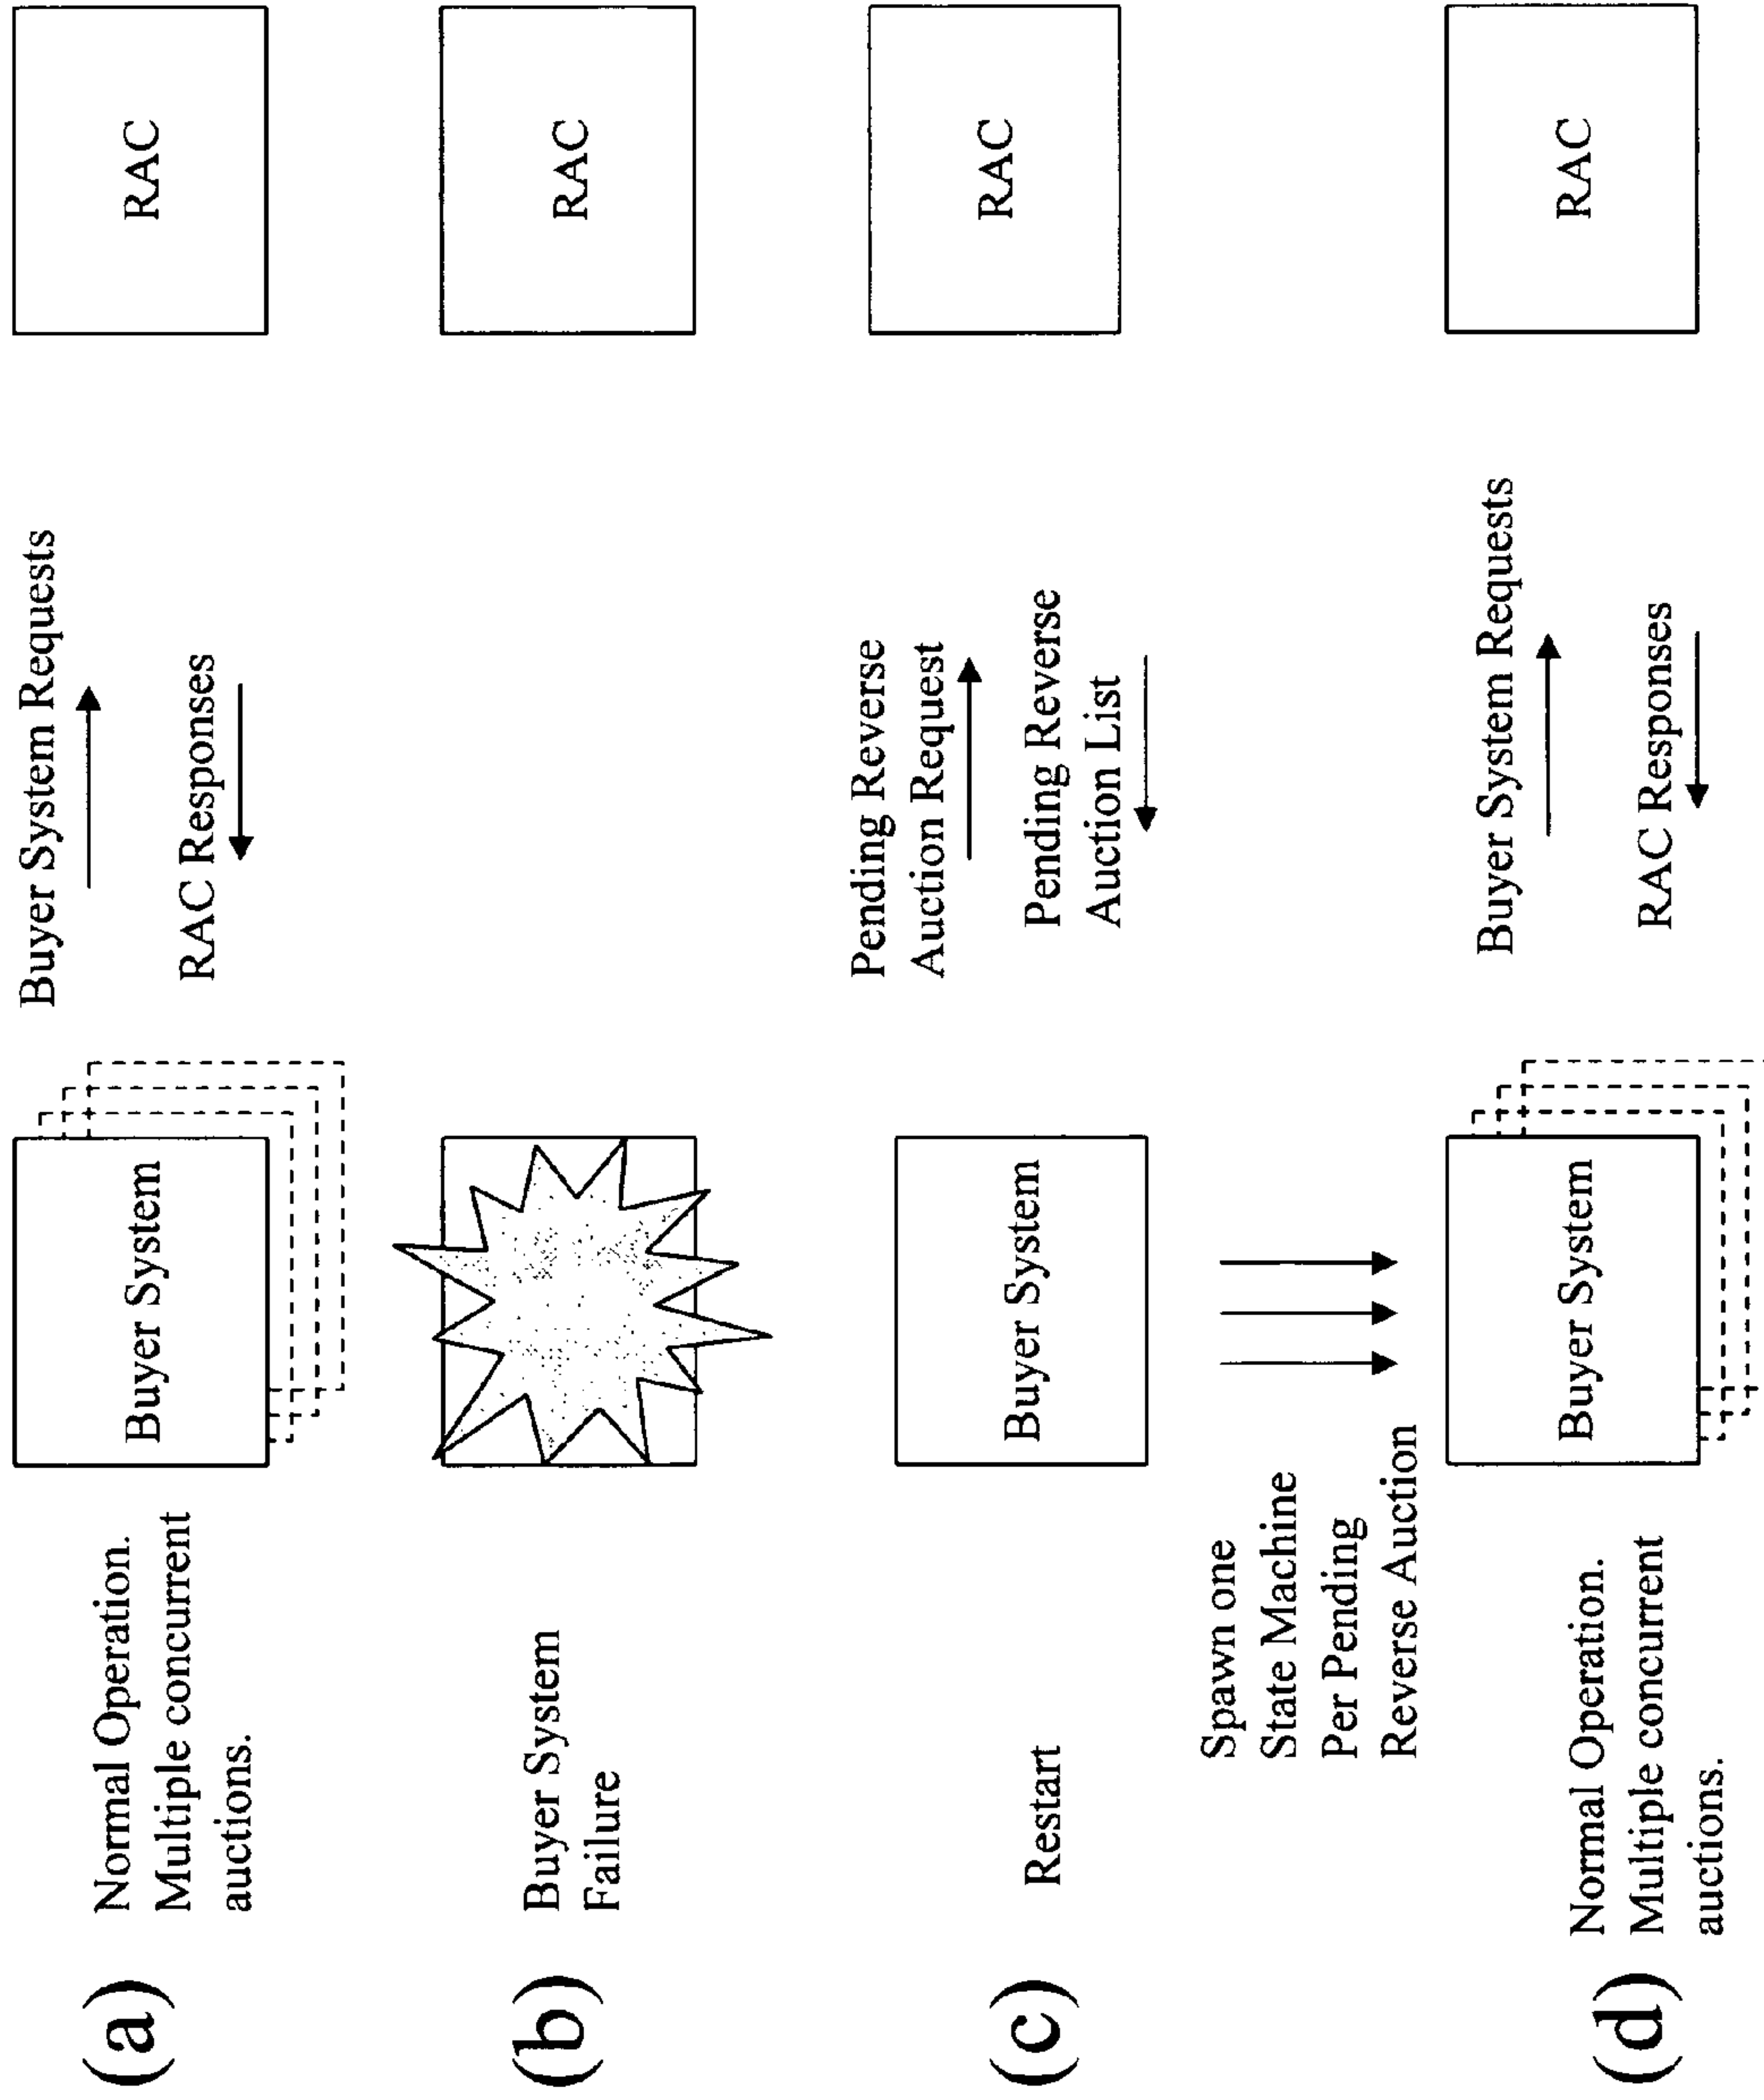 (a)
Normal Operation.
Multiple concurrent
auctions.
Buyer System
Buyer System Requests
RAC Responses
RAC
(b)
Buyer System
Failure
RAC
(c)
Restart
Buyer System
Pending Reverse
Auction Request
Pending Reverse
Auction List
RAC
Spawn one
State Machine
Per Pending
Reverse Auction
(d)
Normal Operation.
Multiple concurrent
auctions.
Buyer System
Buyer System Requests
RAC Responses
RAC